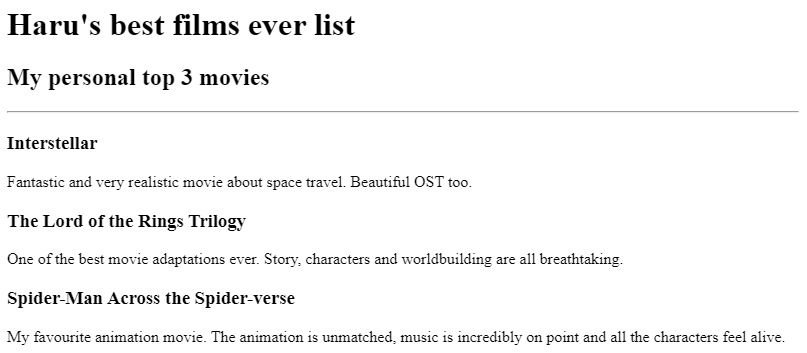 Haru's best films ever list
My personal top 3 movies
Interstellar
Fantastic and very realistic movie about space travel. Beautiful OST too.
The Lord of the Rings Trilogy
One of the best movie adaptations ever. Story, characters and worldbuilding are all breathtaking.
Spider-Man Across the Spider-verse
My favourite animation movie. The animation is unmatched, music is incredibly on point and all the characters feel alive.